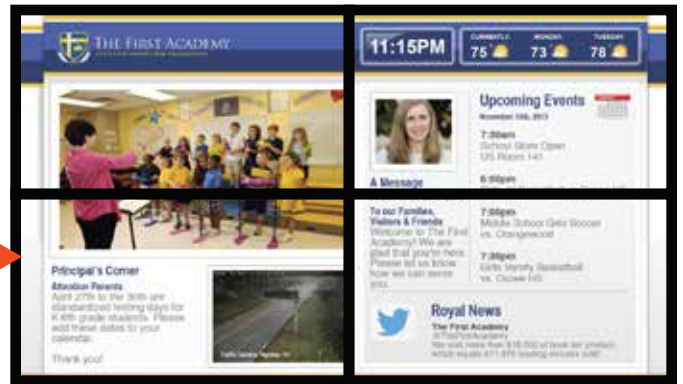 THE FIRST ACADEMY
11:15PM
CURRENTLY
75°
MONDAY
73°
TUESDAY
78°
Upcoming Events
November 14th, 2013
7:30am
School Store Open
US Room 141
6:00pm
A Message
To our Families,
Visitors & Friends
Welcome to The First
Academy! We are
glad that you're here.
Please let us know
how we can serve
you.
7:00pm
Middle School Girls Soccer
vs. Orangewood
7:30pm
Girls Varsity Basketball
vs. Ocoee HS
Principal's Corner
Attention Parents
April 27th to the 30th are
standardized testing days for
K-6th grade students. Please
add these dates to your
calendar.
Thank you!
Royal News
The First Academy
@TheFirstAcademy